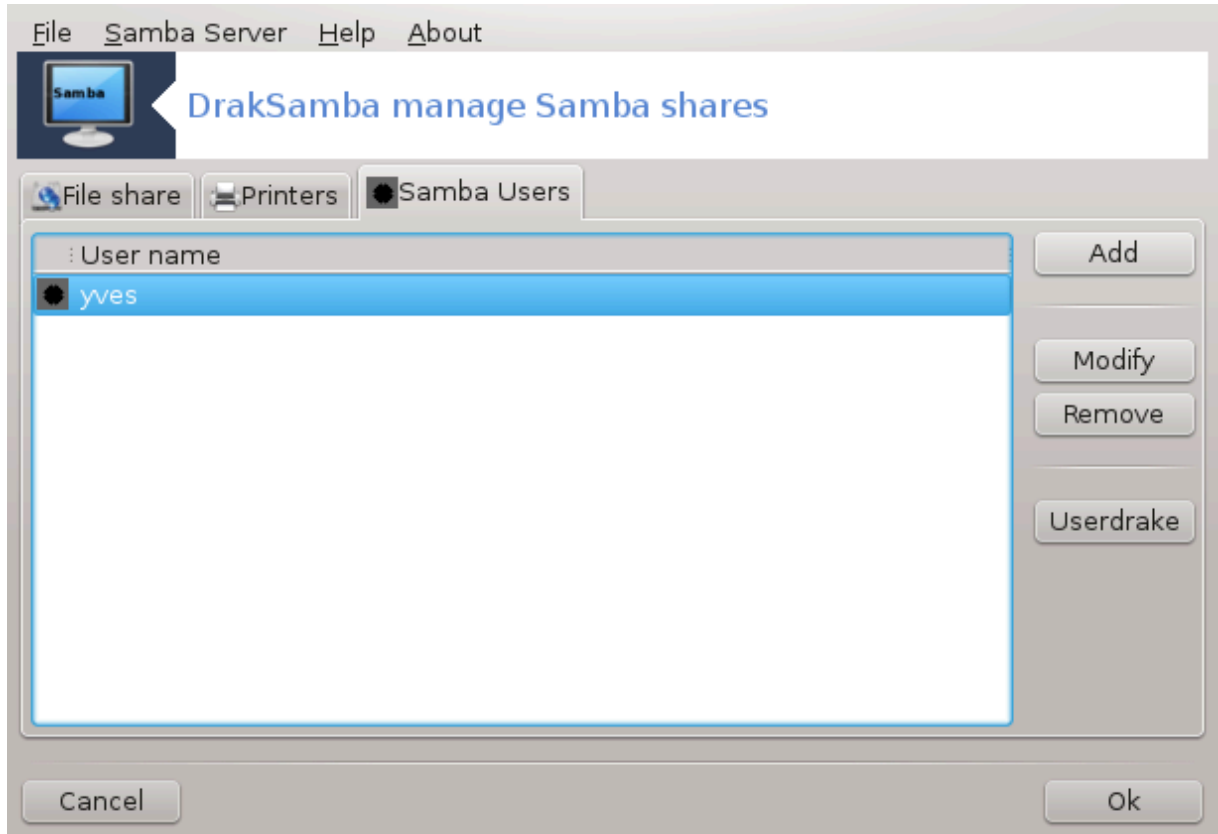 File Samba Server Help About
Samba
DrakSamba manage Samba shares
File share Printers Samba Users
User name
Add
yves
Modify
Remove
Userdrake
Cancel Ok